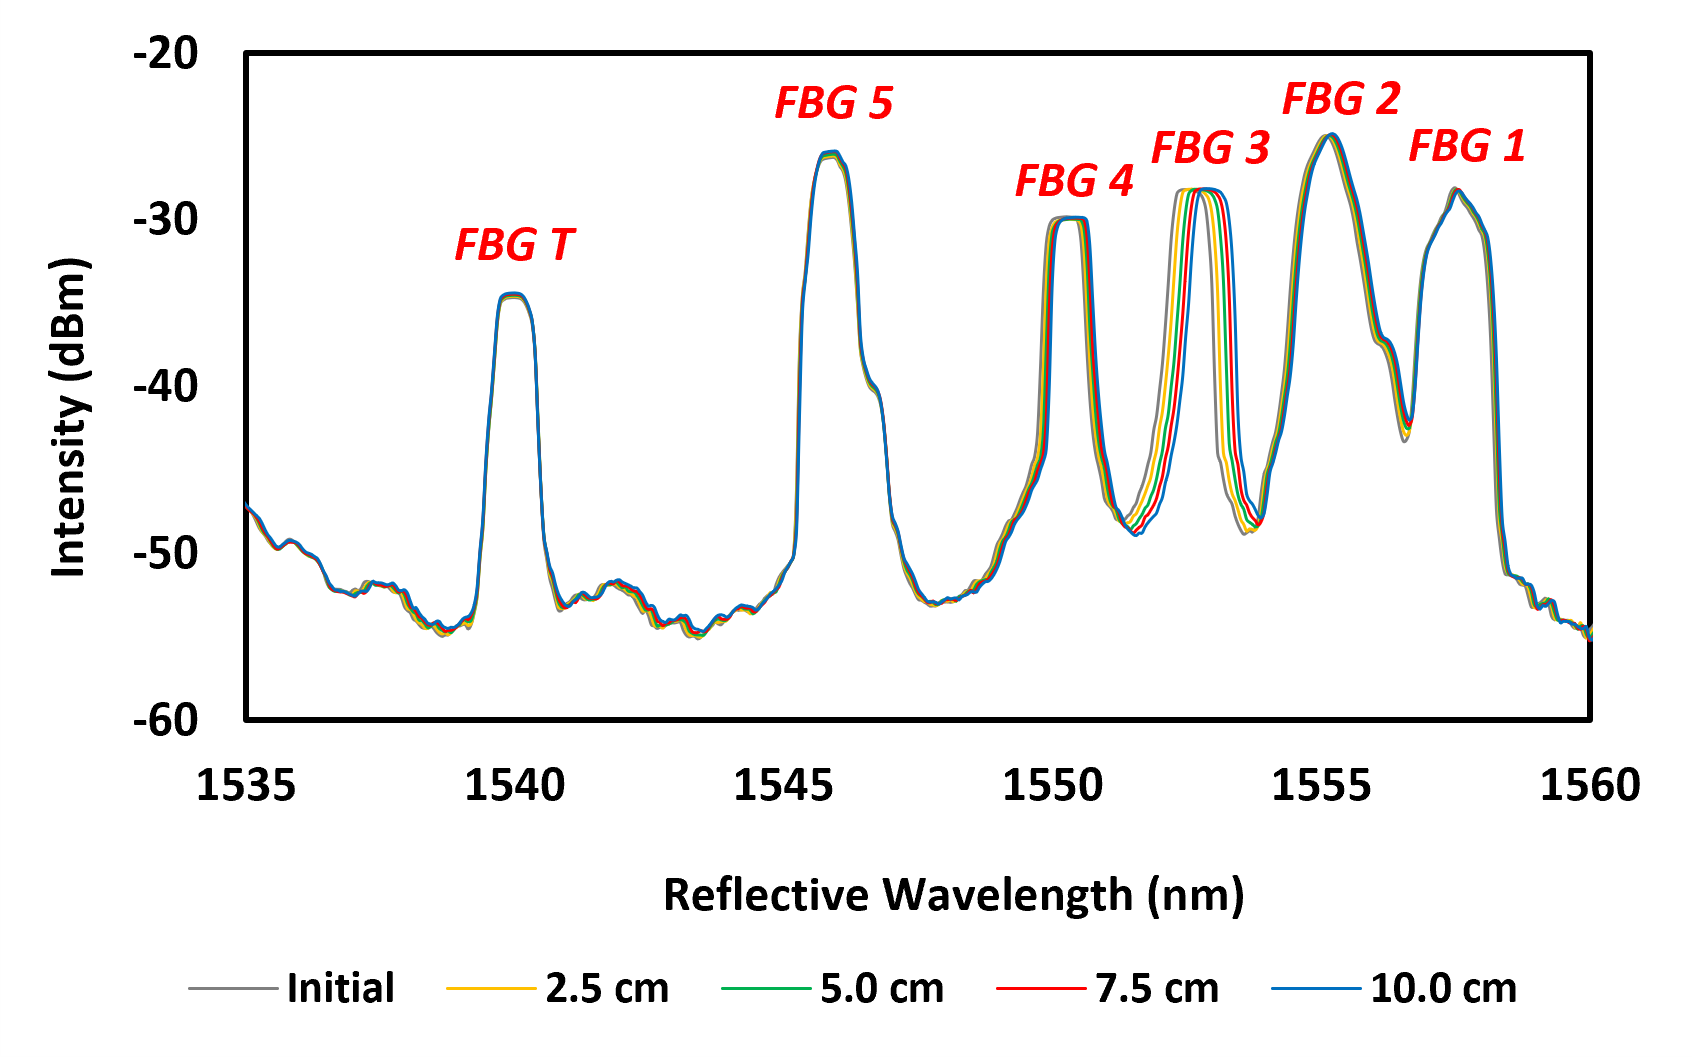 -20
FBG 2
FBG 5
FBG 3
FBG 1
FBG 4
-30
FBG T
Intensity (dBm)
-40
-50
-60
1535 1540 1545 1550 1555 1560
Reflective Wavelength (nm)
Initial 2.5 cm 5.0 cm 7.5 cm 10.0 cm